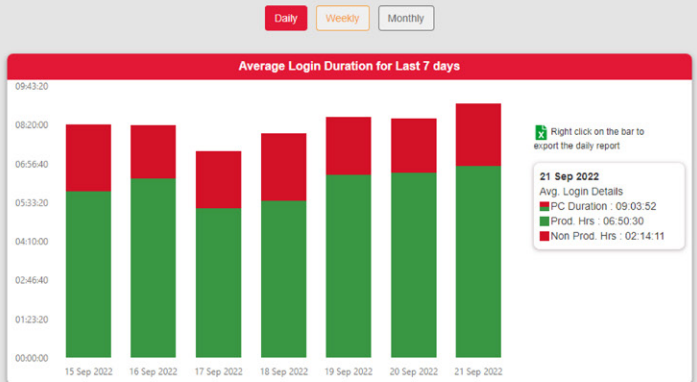 Daily Weekly Monthly
Average Login Duration for Last 7 days
09:43:20
08:20:00
06:56:40
05:33:20
04:10:00
02:46:40
01:23:20
00:00:00
15 Sep 2022 16 Sep 2022 17 Sep 2022 18 Sep 2022 19 Sep 2022 20 Sep 2022 21 Sep 2022
Right click on the bar to
export the daily report
21 Sep 2022
Avg. Login Details
PC Duration : 09:03:52
Prod. Hrs : 06:50:30
Non Prod. Hrs : 02:14:11